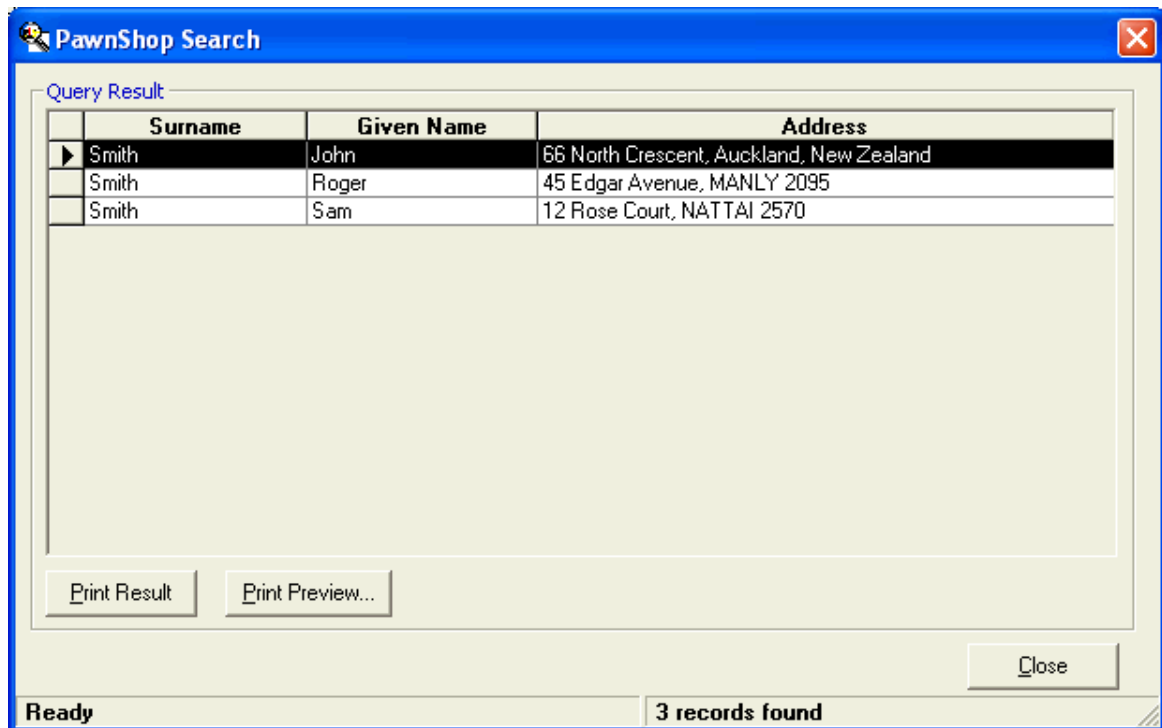 PawnShop Search
Query Result
Surname Given Name Address
Smith John 66 North Crescent, Auckland, New Zealand
Smith Roger 45 Edgar Avenue, MANLY 2095
Smith Sam 12 Rose Court, NATTAI 2570
Print Result Print Preview...
Close
Ready 3 records found